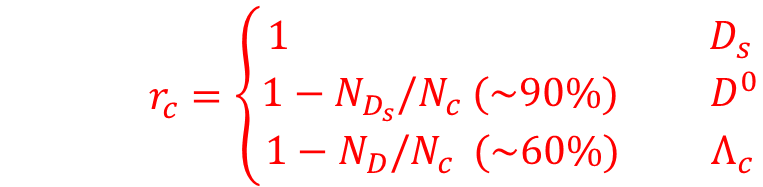 1 D_s
r_c = { 1 − N_{D_s}/N_c (~90%) D^0
1 − N_D/N_c (~60%) Λ_c